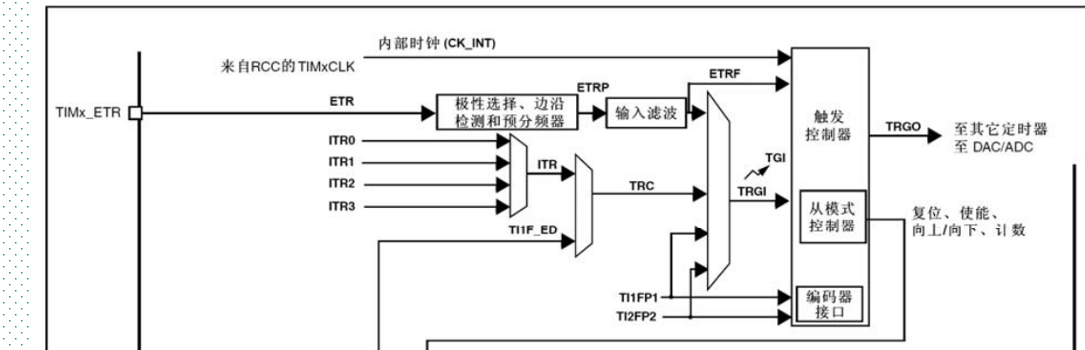 内部时钟 (CK_INT)
来自RCC的TIMxCLK
ETRF
ETRP
TIMx_ETR
ETR
极性选择、边沿
检测和预分频器
输入滤波
触发
控制器
TRGO
至其它定时器
至 DAC/ADC
ITR0
ITR1
ITR2
ITR3
ITR
TRC
TGI
TRGI
TI1F_ED
从模式
控制器
复位、使能、
向上/向下、计数
TI1FP1
TI2FP2
编码器
接口